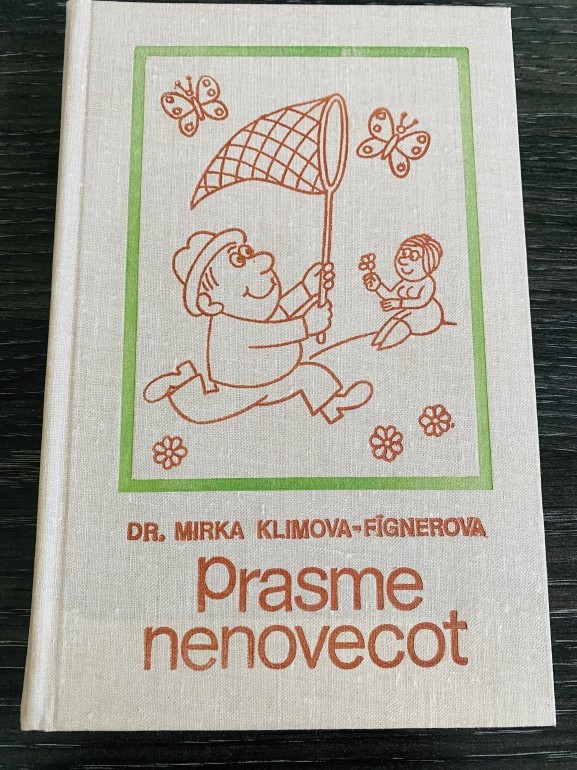 DR. MIRKA KLIMOVA-FĪGNEROVA
Prasme
nenovecot